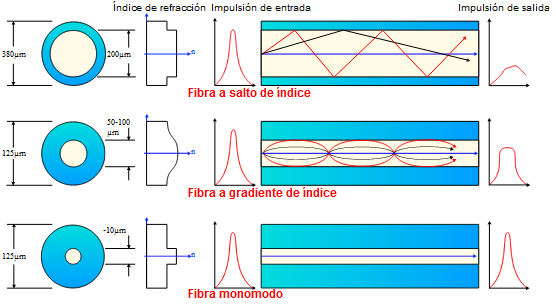 Índice de refracción Impulsión de entrada Impulsión de salida
380µm 200µm n
Fibra a salto de índice
50-100
µm
125µm n
Fibra a gradiente de índice
-10µm
125µm n
Fibra monomodo